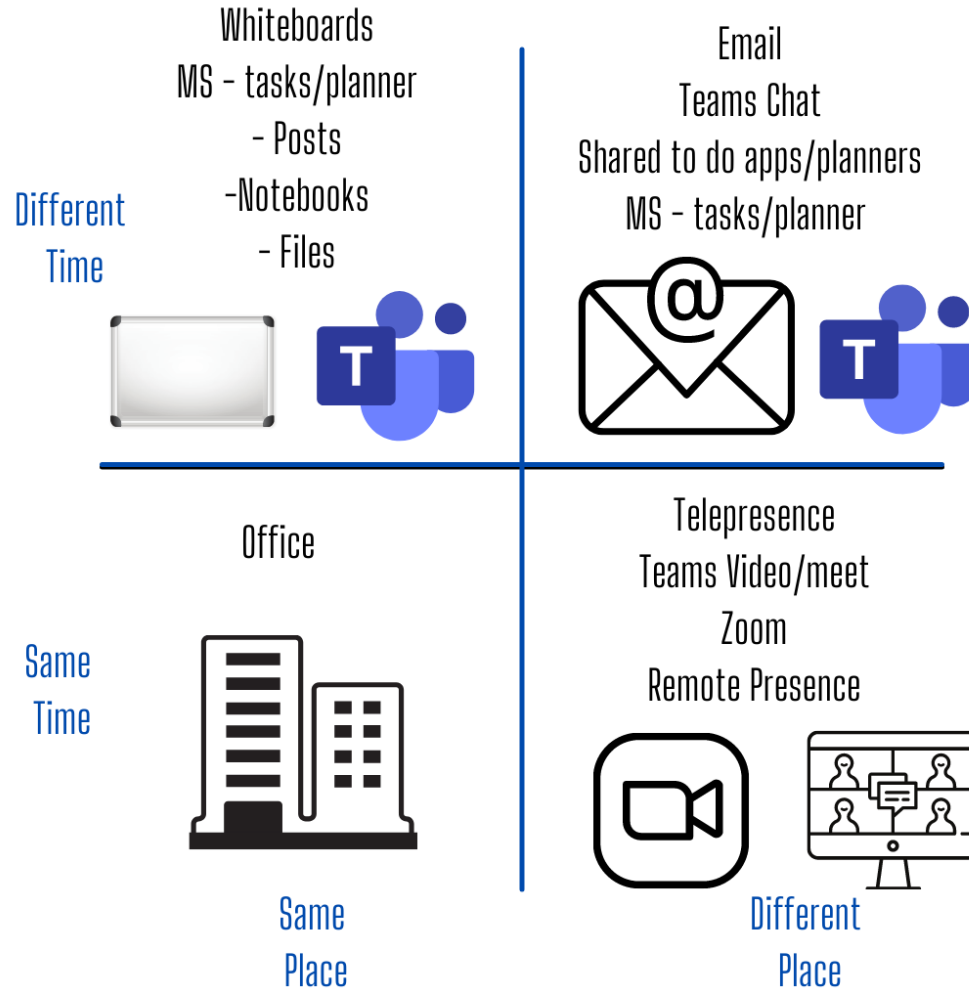 Whiteboards
MS - tasks/planner
- Posts
-Notebooks
- Files
Different
Time
T
Email
Teams Chat
Shared to do apps/planners
MS - tasks/planner
@
T
Office
Same
Time
Telepresence
Teams Video/meet
Zoom
Remote Presence
Same
Place
Different
Place